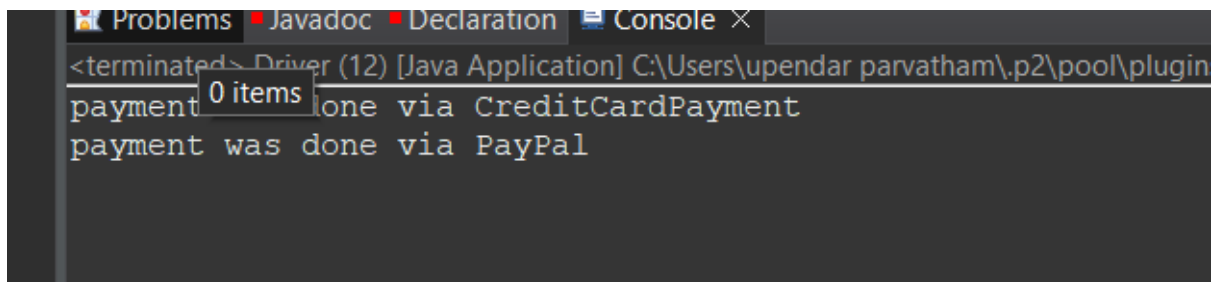 Problems Javadoc Declaration Console
<terminated> Driver (12) [Java Application] C:\Users\upendar parvatham\.p2\pool\plugin
0 items
payment done via CreditCardPayment
payment was done via PayPal